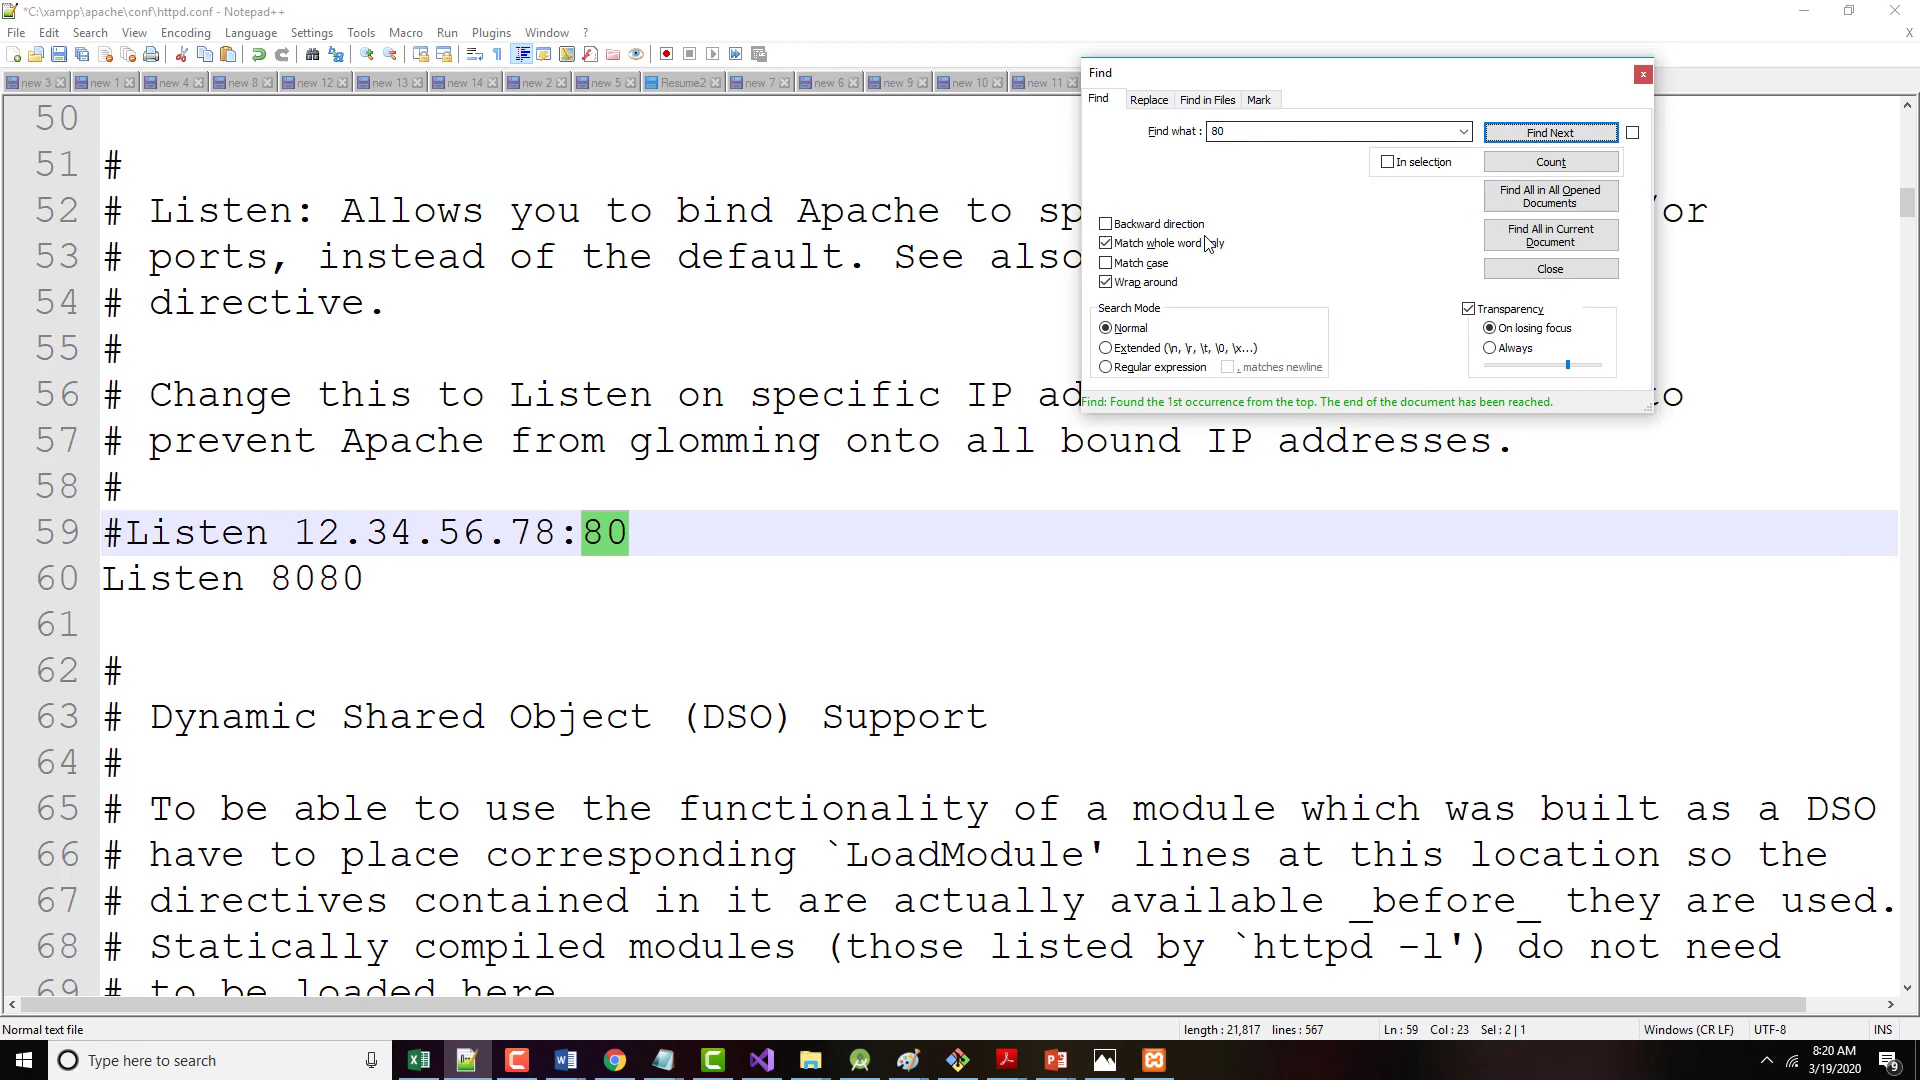 *C:\xampp\apache\conf\httpd.conf - Notepad++
File Edit Search View Encoding Language Settings Tools Macro Run Plugins Window ? X
new 3 new 1 new 4 new 8 new 12 new 13 new 14 new 2 new 5 Resume2 new 7 new 6 new 9 new 10 new 11
Find
Find Replace Find in Files Mark
Find what : 80 Find Next
In selection Count
Find All in All Opened
Documents
Find All in Current
Document
Close
Backward direction
Match whole word only
Match case
Wrap around
Search Mode
Normal
Extended (\n, \r, \t, \0, \x...)
Regular expression . matches newline
Transparency
On losing focus
Always
Find: Found the 1st occurrence from the top. The end of the document has been reached.
50
51 #
52 # Listen: Allows you to bind Apache to sp /or
53 # ports, instead of the default. See also
54 # directive.
55 #
56 # Change this to Listen on specific IP ad to
57 # prevent Apache from glomming onto all bound IP addresses.
58 #
59 #Listen 12.34.56.78:80
60 Listen 8080
61
62 #
63 # Dynamic Shared Object (DSO) Support
64 #
65 # To be able to use the functionality of a module which was built as a DSO
66 # have to place corresponding `LoadModule' lines at this location so the
67 # directives contained in it are actually available _before_ they are used.
68 # Statically compiled modules (those listed by `httpd -l') do not need
69 # to be loaded here
Normal text file length : 21,817 lines : 567 Ln : 59 Col : 23 Sel : 2 | 1 Windows (CR LF) UTF-8 INS
Type here to search
8:20 AM
3/19/2020
9